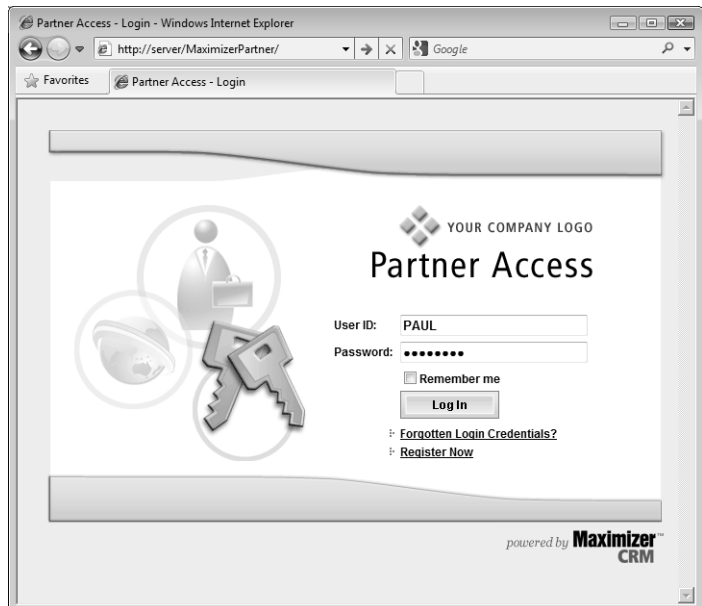 Partner Access - Login - Windows Internet Explorer
http://server/MaximizerPartner/
Google
Favorites
Partner Access - Login
YOUR COMPANY LOGO
Partner Access
User ID: PAUL
Password: ••••••••
Remember me
Log In
Forgotten Login Credentials?
Register Now
powered by Maximizer™
CRM